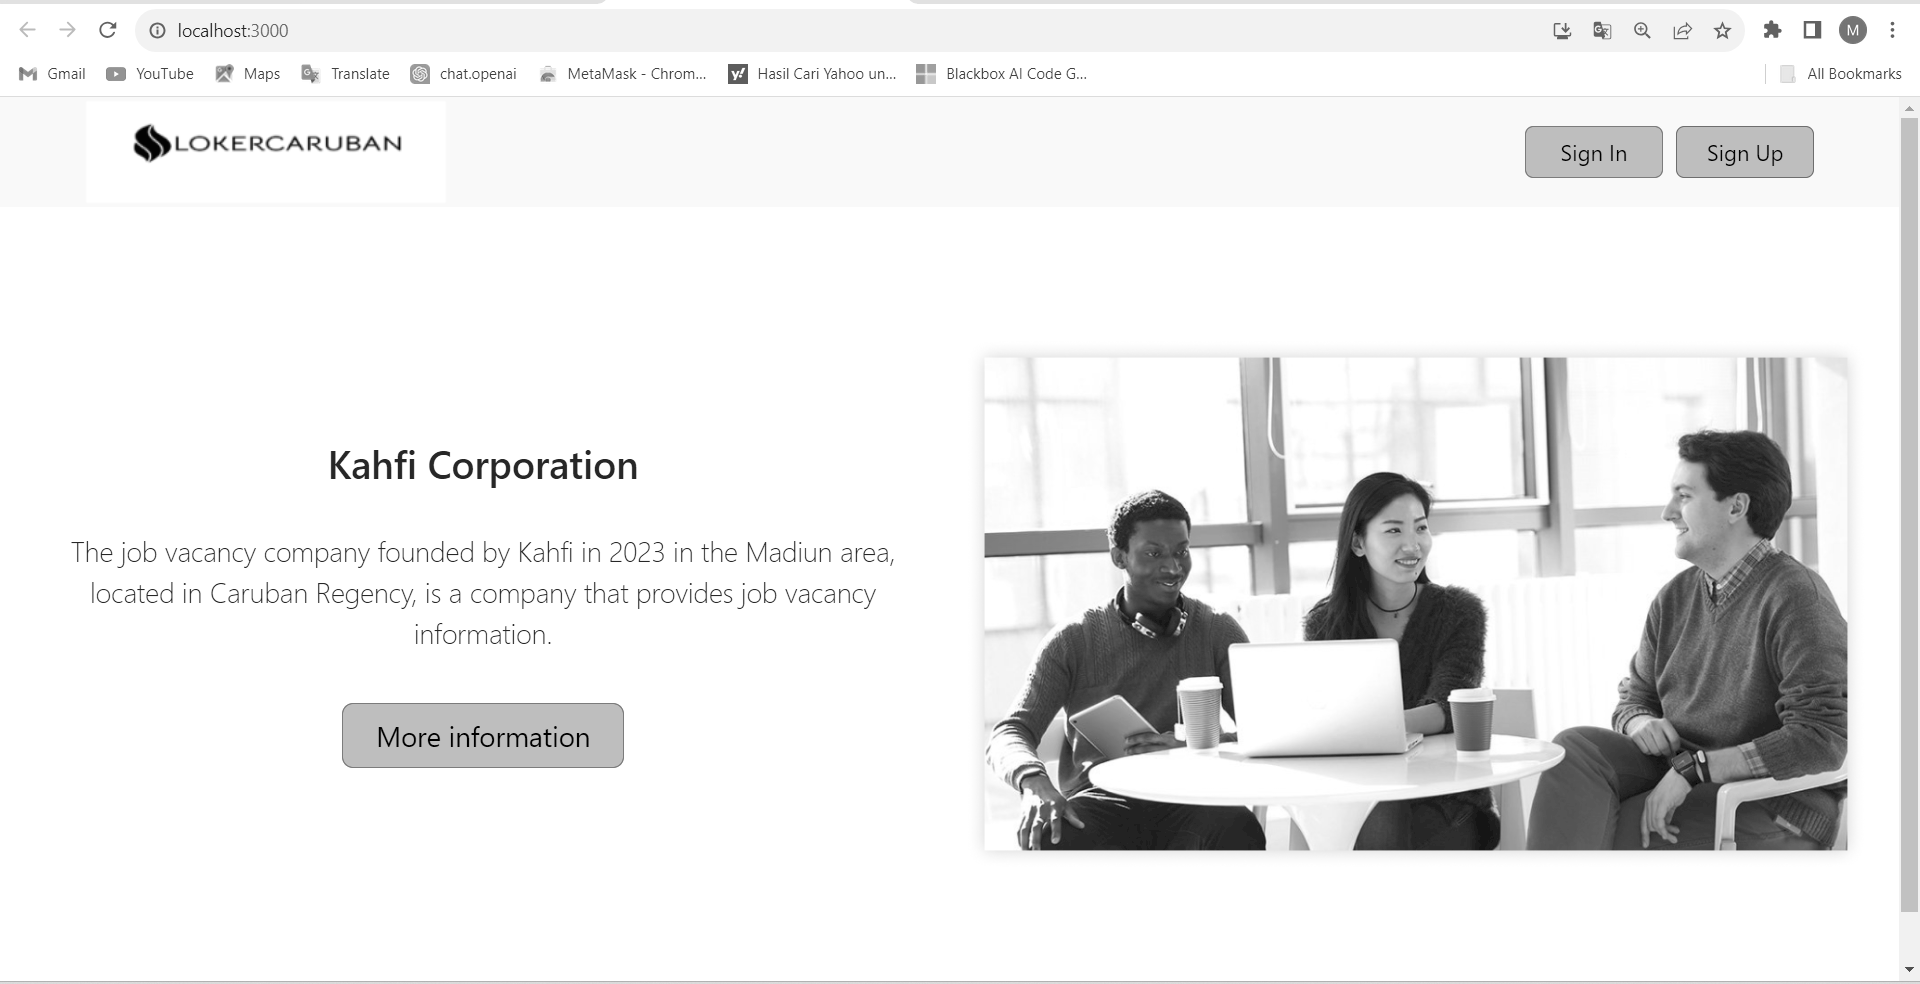 localhost:3000
M
Gmail YouTube Maps Translate chat.openai MetaMask - Chrom... Hasil Cari Yahoo un... Blackbox AI Code G... All Bookmarks
LOKERCARUBAN
Sign In Sign Up
Kahfi Corporation
The job vacancy company founded by Kahfi in 2023 in the Madiun area,
located in Caruban Regency, is a company that provides job vacancy
information.
More information